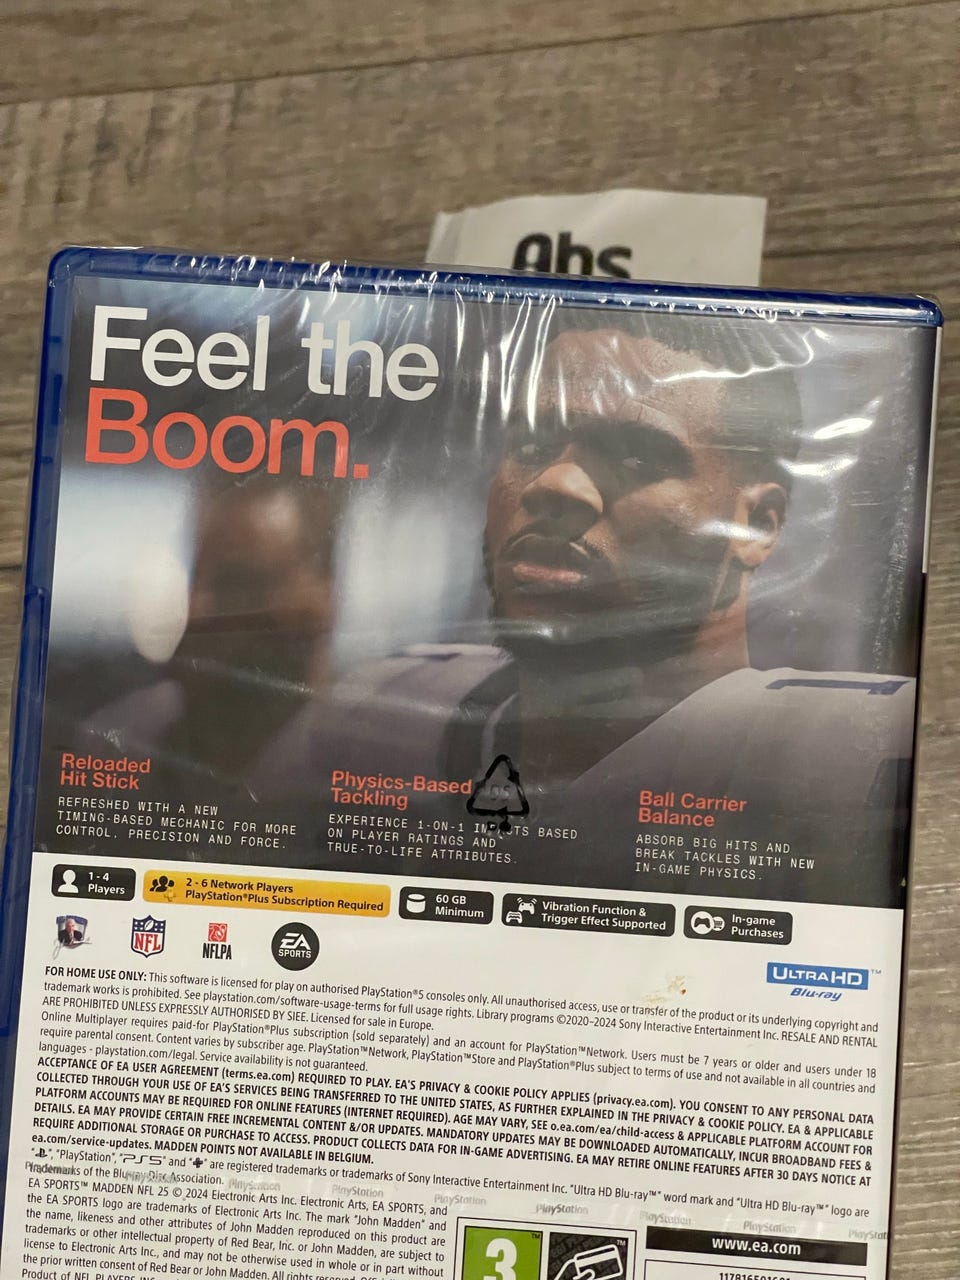 Abs
Feel the
Boom.
Reloaded
Hit Stick
REFRESHED WITH A NEW
TIMING-BASED MECHANIC FOR MORE
CONTROL, PRECISION AND FORCE.
Physics-Based
Tackling
EXPERIENCE 1-ON-1 BASED
ON PLAYER RATINGS AND
TRUE-TO-LIFE ATTRIBUTES.
Ball Carrier
Balance
ABSORB BIG HITS AND
BREAK TACKLES WITH NEW
IN-GAME PHYSICS.
1 - 4
Players
2 - 6 Network Players
PlayStation®Plus Subscription Required
60 GB
Minimum
Vibration Function &
Trigger Effect Supported
In-game
Purchases
NFL
NFLPA
EA
SPORTS
ULTRA HD™
Blu-ray
FOR HOME USE ONLY: This software is licensed for play on authorised PlayStation®5 consoles only. All unauthorised access, use or transfer of the product or its underlying copyright and
trademark works is prohibited. See playstation.com/software-usage-terms for full usage rights. Library programs ©2020–2024 Sony Interactive Entertainment Inc. RESALE AND RENTAL
ARE PROHIBITED UNLESS EXPRESSLY AUTHORISED BY SIEE. Licensed for sale in Europe.
Online Multiplayer requires paid-for PlayStation®Plus subscription (sold separately) and an account for PlayStation™Network. Users must be 7 years or older and users under 18
require parental consent. Content varies by subscriber age. PlayStation™Network, PlayStation™Store and PlayStation®Plus subject to terms of use and not available in all countries and
languages - playstation.com/legal. Service availability is not guaranteed.
ACCEPTANCE OF EA USER AGREEMENT (terms.ea.com) REQUIRED TO PLAY. EA'S PRIVACY & COOKIE POLICY APPLIES (privacy.ea.com). YOU CONSENT TO ANY PERSONAL DATA
COLLECTED THROUGH YOUR USE OF EA'S SERVICES BEING TRANSFERRED TO THE UNITED STATES, AS FURTHER EXPLAINED IN THE PRIVACY & COOKIE POLICY. EA & APPLICABLE
PLATFORM ACCOUNTS MAY BE REQUIRED FOR ONLINE FEATURES (INTERNET REQUIRED). AGE MAY VARY, SEE o.ea.com/ea/child-access & APPLICABLE PLATFORM ACCOUNT FOR
DETAILS. EA MAY PROVIDE CERTAIN FREE INCREMENTAL CONTENT &/OR UPDATES. MANDATORY UPDATES MAY BE DOWNLOADED AUTOMATICALLY, INCUR BROADBAND FEES &
REQUIRE ADDITIONAL STORAGE OR PURCHASE TO ACCESS. PRODUCT COLLECTS DATA FOR IN-GAME ADVERTISING. EA MAY RETIRE ONLINE FEATURES AFTER 30 DAYS NOTICE AT
ea.com/service-updates. MADDEN POINTS NOT AVAILABLE IN BELGIUM.
"PlayStation", "PS5" and " " are registered trademarks or trademarks of Sony Interactive Entertainment Inc. "Ultra HD Blu-ray™" word mark and "Ultra HD Blu-ray™" logo are
trademarks of the Blu-ray Disc Association.
PlayStation PlayStation PlayStation PlayStation PlayStation PlayStation PlayStation
EA SPORTS™ MADDEN NFL 25 © 2024 Electronic Arts Inc. Electronic Arts, EA SPORTS, and
the EA SPORTS logo are trademarks of Electronic Arts Inc. The mark "John Madden" and
the name, likeness and other attributes of John Madden reproduced on this product are
trademarks or other intellectual property of Red Bear, Inc. or John Madden, are subject to
license to Electronic Arts Inc., and may not be otherwise used in whole or in part without
the prior written consent of Red Bear or John Madden. All rights reserved.
Product of NFL PLAYERS
3
™
™
www.ea.com